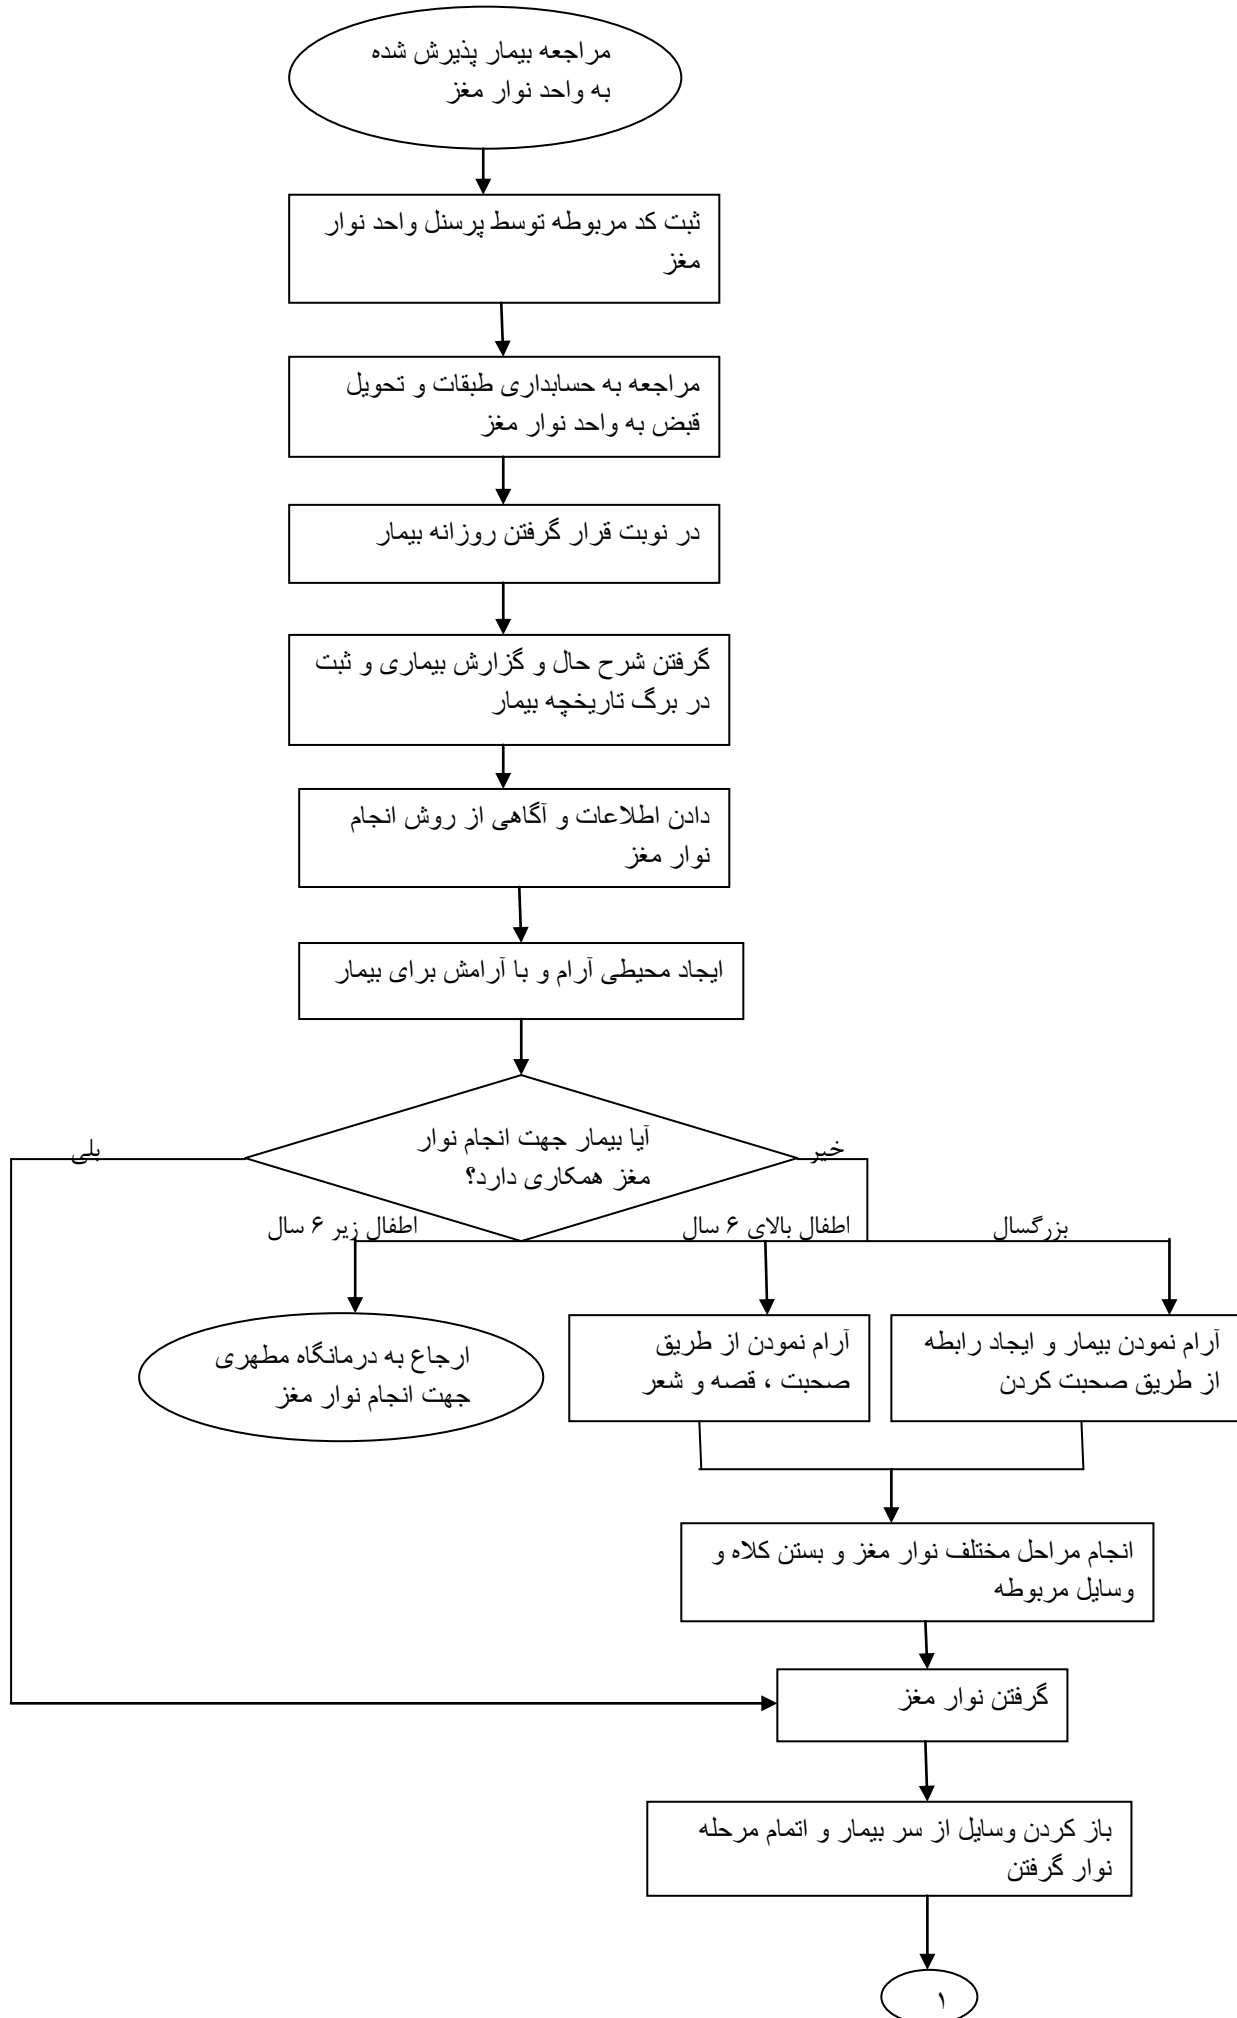 مراجعه بیمار پذیرش شده
به واحد نوار مغز
ثبت کد مربوطه توسط پرسنل واحد نوار
مغز
مراجعه به حسابداری طبقات و تحویل
قبض به واحد نوار مغز
در نوبت قرار گرفتن روزانه بیمار
گرفتن شرح حال و گزارش بیماری و ثبت
در برگ تاریخچه بیمار
دادن اطلاعات و آگاهی از روش انجام
نوار مغز
ایجاد محیطی آرام و با آرامش برای بیمار
آیا بیمار جهت انجام نوار
مغز همکاری دارد؟
خیر
بلی
بزرگسال
اطفال بالای ۶ سال
اطفال زیر ۶ سال
آرام نمودن بیمار و ایجاد رابطه
از طریق صحبت کردن
آرام نمودن از طریق
صحبت ، قصه و شعر
ارجاع به درمانگاه مطهری
جهت انجام نوار مغز
انجام مراحل مختلف نوار مغز و بستن کلاه و
وسایل مربوطه
گرفتن نوار مغز
باز کردن وسایل از سر بیمار و اتمام مرحله
نوار گرفتن
۱